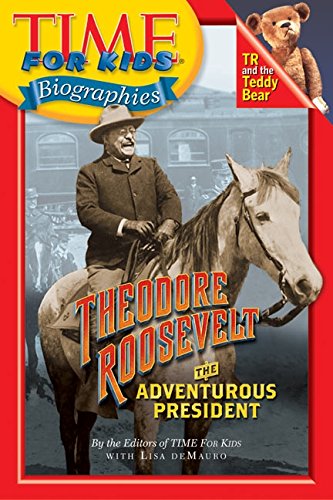 TIME
FOR KIDS®
Biographies
TR
and the
Teddy
Bear
THEODORE
ROOSEVELT
THE
ADVENTUROUS
PRESIDENT
By the Editors of TIME FOR KIDS
WITH LISA DEMAURO